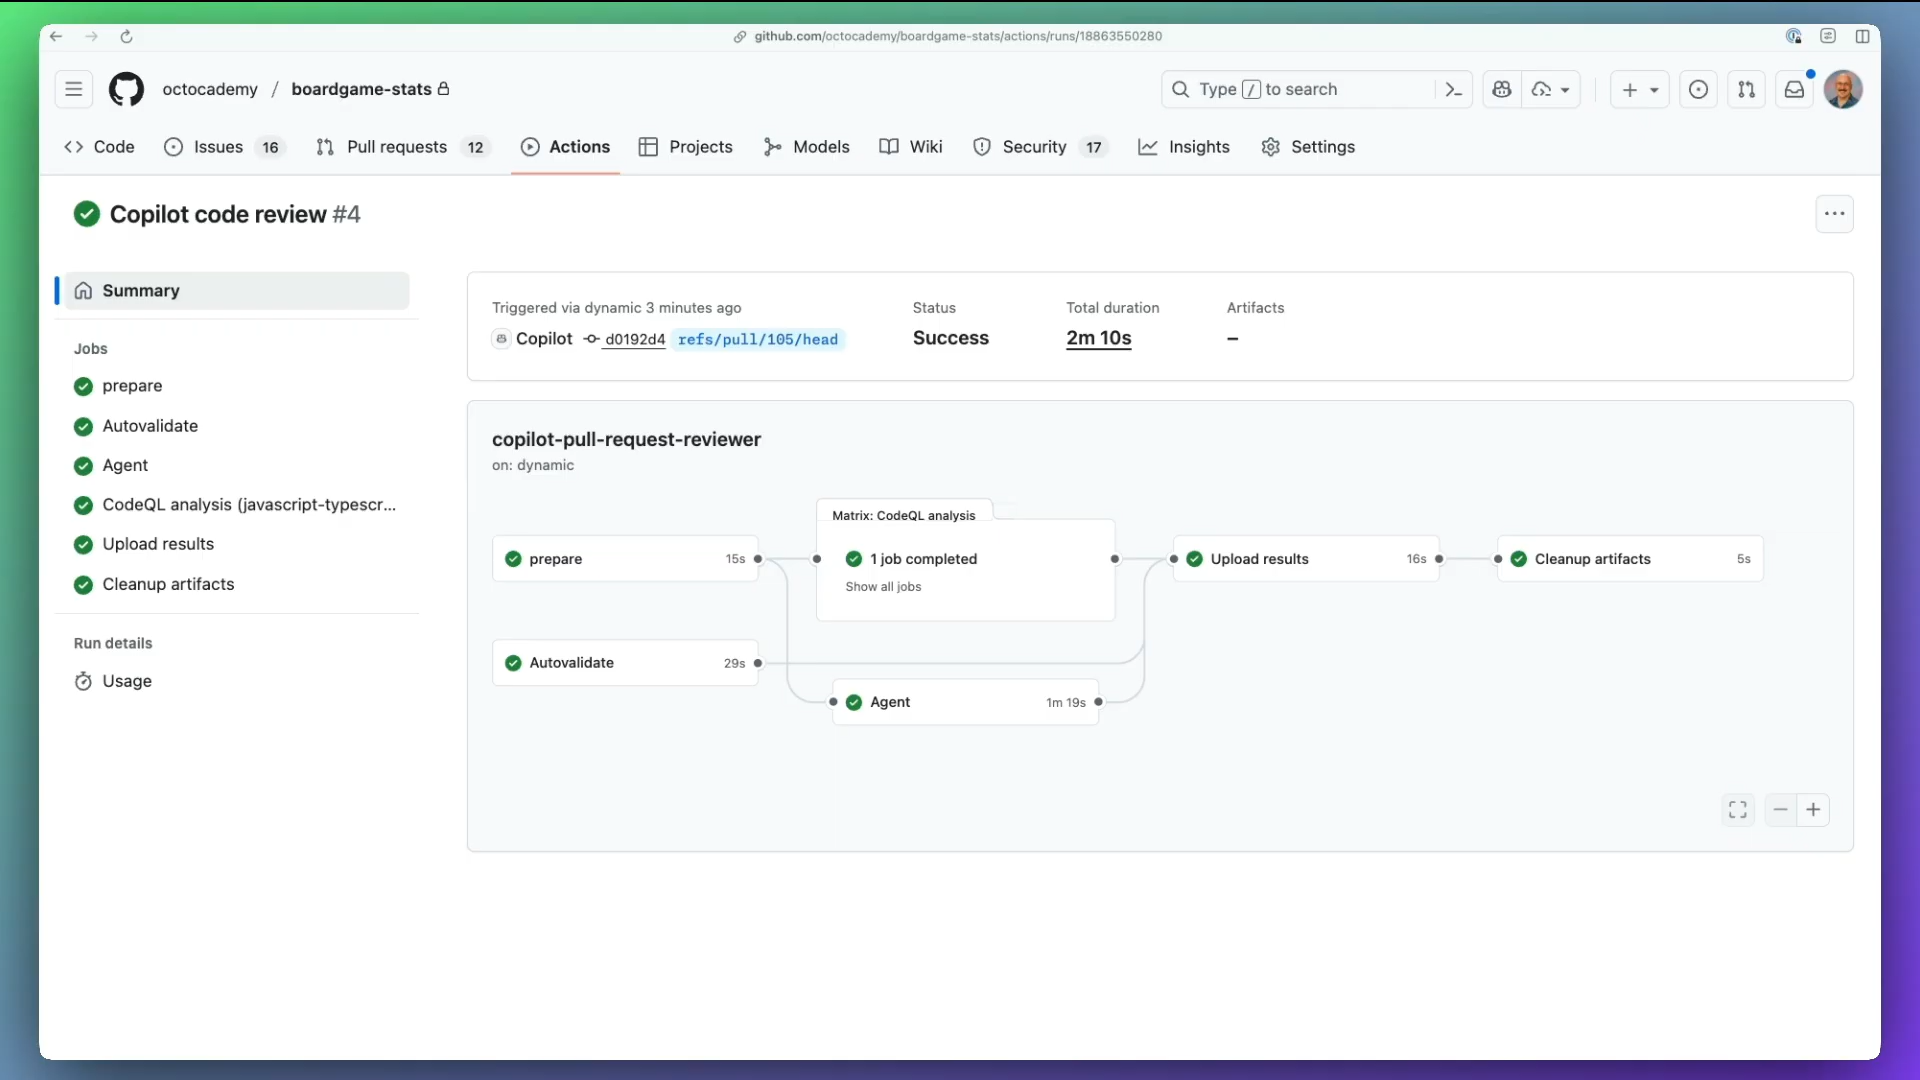 github.com/octocademy/boardgame-stats/actions/runs/18863550280
octocademy / boardgame-stats
Type / to search
Code
Issues 16
Pull requests 12
Actions
Projects
Models
Wiki
Security 17
Insights
Settings
Copilot code review #4
Summary
Jobs
prepare
Autovalidate
Agent
CodeQL analysis (javascript-typescr...
Upload results
Cleanup artifacts
Run details
Usage
Triggered via dynamic 3 minutes ago
Copilot d0192d4 refs/pull/105/head
Status
Success
Total duration
2m 10s
Artifacts
–
copilot-pull-request-reviewer
on: dynamic
prepare 15s
Matrix: CodeQL analysis
1 job completed
Show all jobs
Upload results 16s
Cleanup artifacts 5s
Autovalidate 29s
Agent 1m 19s